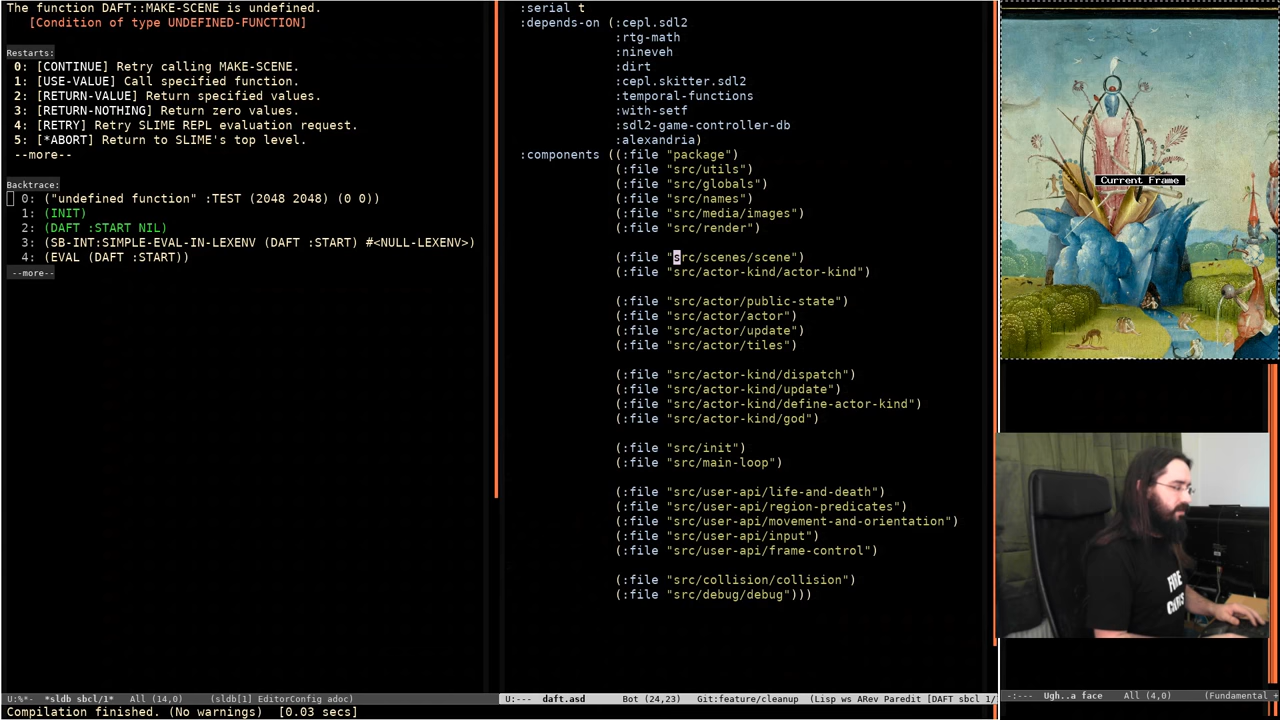 The function DAFT::MAKE-SCENE is undefined.
[Condition of type UNDEFINED-FUNCTION]
Restarts:
0: [CONTINUE] Retry calling MAKE-SCENE.
1: [USE-VALUE] Call specified function.
2: [RETURN-VALUE] Return specified values.
3: [RETURN-NOTHING] Return zero values.
4: [RETRY] Retry SLIME REPL evaluation request.
5: [*ABORT] Return to SLIME's top level.
--more--
Backtrace:
0: ("undefined function" :TEST (2048 2048) (0 0))
1: (INIT)
2: (DAFT :START NIL)
3: (SB-INT:SIMPLE-EVAL-IN-LEXENV (DAFT :START) #<NULL-LEXENV>)
4: (EVAL (DAFT :START))
--more--
U:%*- *sldb sbcl/1* All (14,0) (sldb[1] EditorConfig adoc)
Compilation finished. (No warnings) [0.03 secs]
:serial t
:depends-on (:cepl.sdl2
:rtg-math
:nineveh
:dirt
:cepl.skitter.sdl2
:temporal-functions
:with-setf
:sdl2-game-controller-db
:alexandria)
:components ((:file "package")
(:file "src/utils")
(:file "src/globals")
(:file "src/names")
(:file "src/media/images")
(:file "src/render")
(:file "src/scenes/scene")
(:file "src/actor-kind/actor-kind")
(:file "src/actor/public-state")
(:file "src/actor/actor")
(:file "src/actor/update")
(:file "src/actor/tiles")
(:file "src/actor-kind/dispatch")
(:file "src/actor-kind/update")
(:file "src/actor-kind/define-actor-kind")
(:file "src/actor-kind/god")
(:file "src/init")
(:file "src/main-loop")
(:file "src/user-api/life-and-death")
(:file "src/user-api/region-predicates")
(:file "src/user-api/movement-and-orientation")
(:file "src/user-api/input")
(:file "src/user-api/frame-control")
(:file "src/collision/collision")
(:file "src/debug/debug")))
U:--- daft.asd Bot (24,23) Git:feature/cleanup (Lisp ws ARev Paredit [DAFT sbcl 1/
Current Frame
-:--- Ugh..a face All (4,0) (Fundamental +